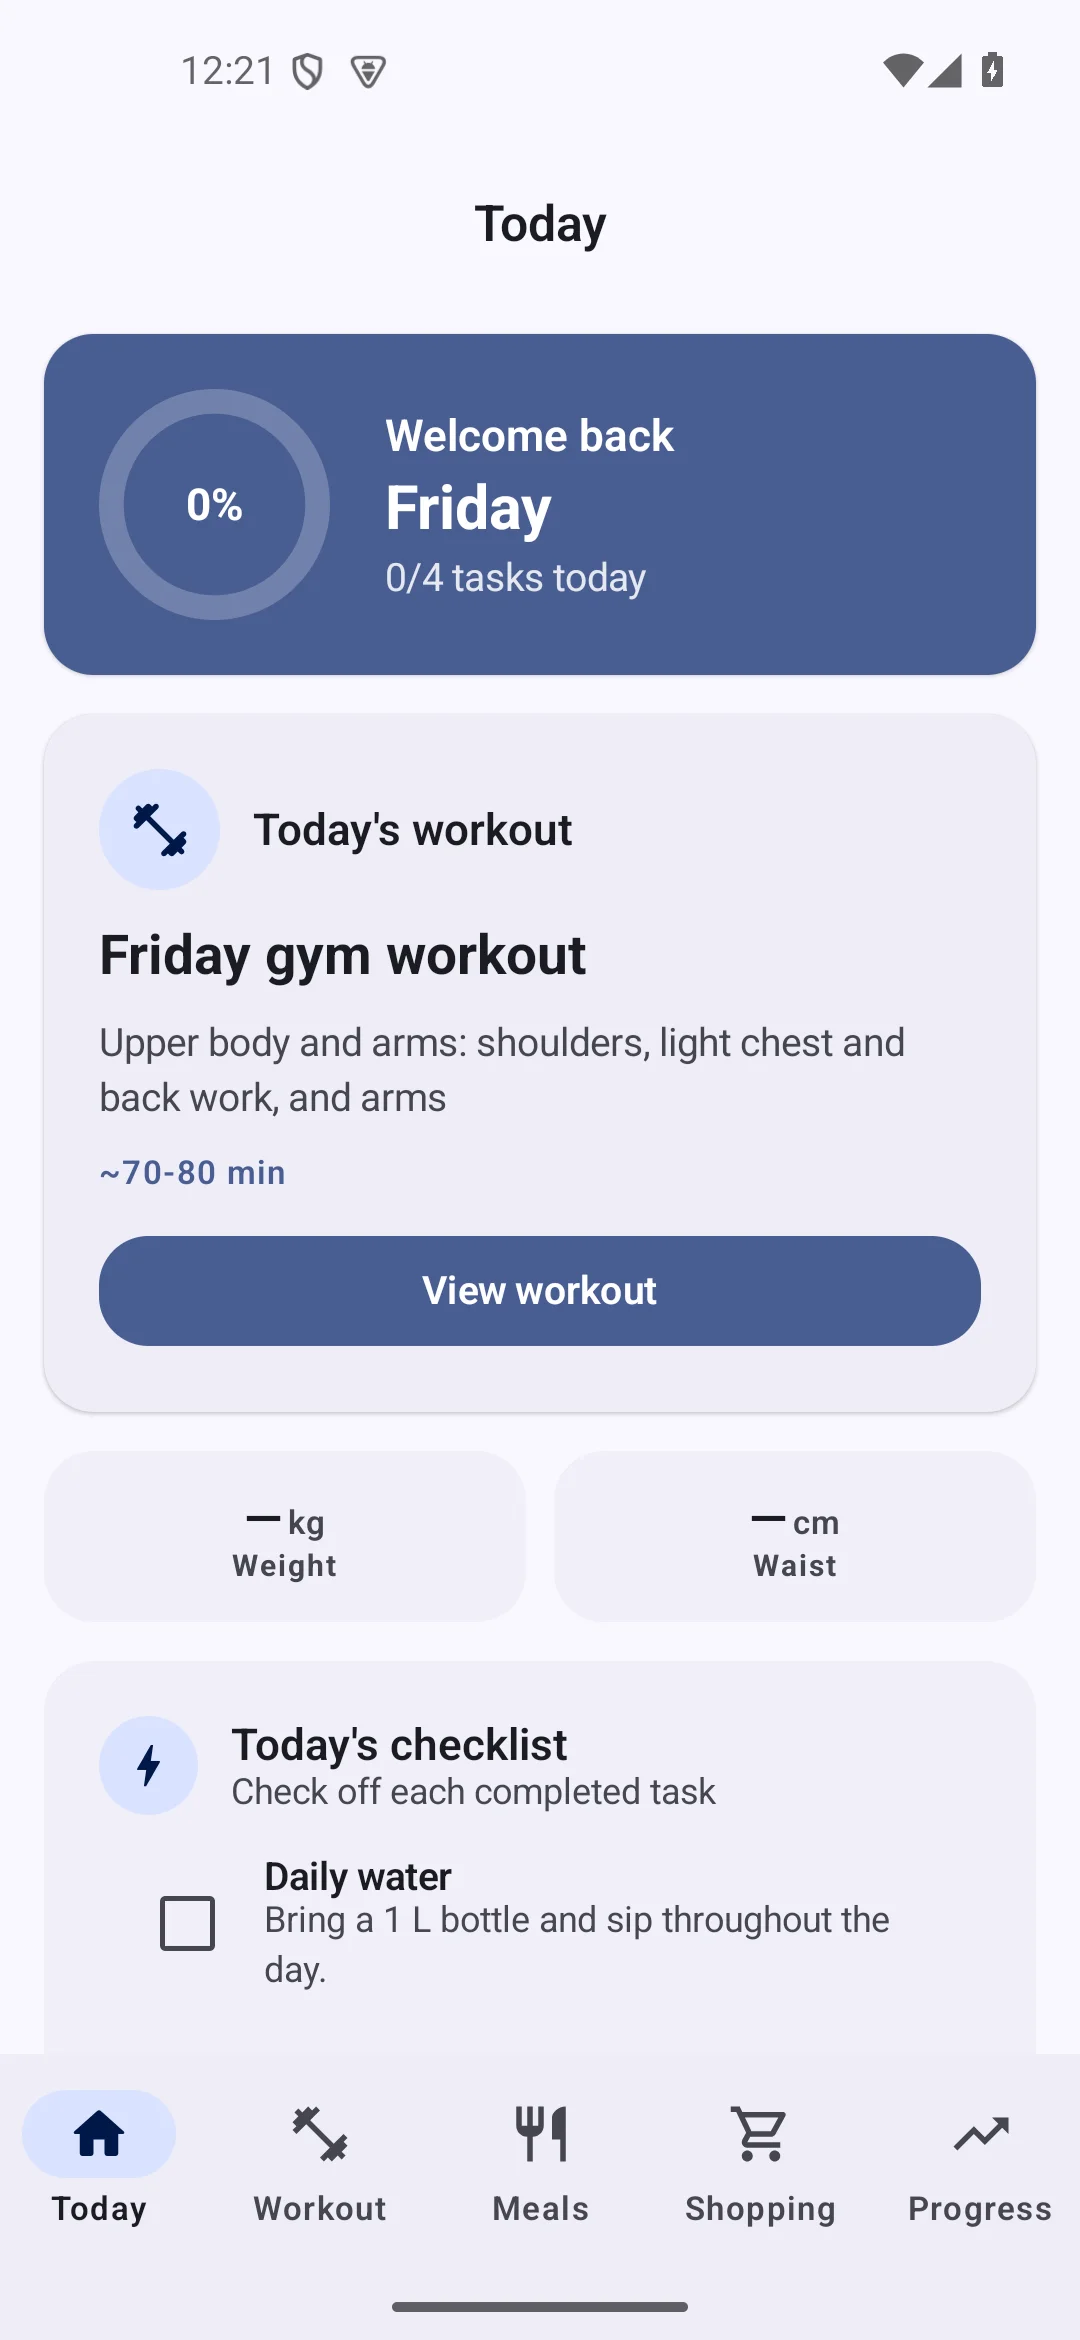 12:21
Today
0%
Welcome back
Friday
0/4 tasks today
Today's workout
Friday gym workout
Upper body and arms: shoulders, light chest and
back work, and arms
~70-80 min
View workout
— kg
Weight
— cm
Waist
Today's checklist
Check off each completed task
Daily water
Bring a 1 L bottle and sip throughout the
day.
Today
Workout
Meals
Shopping
Progress